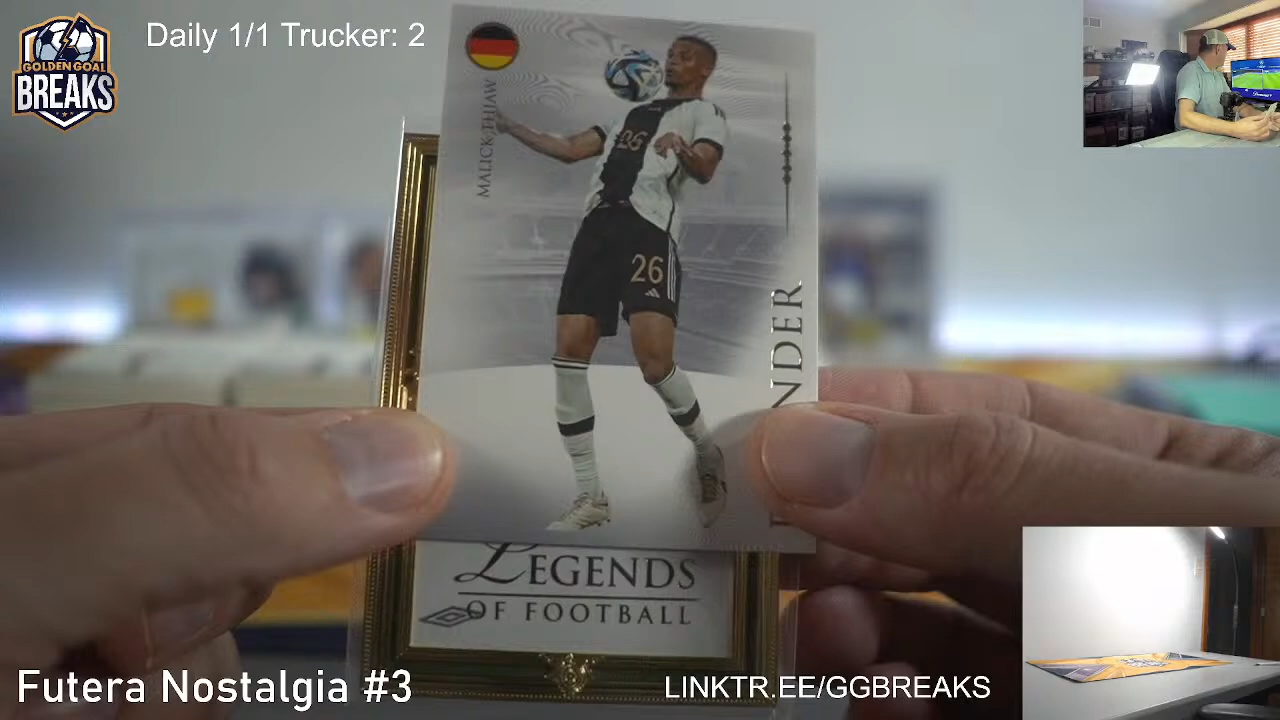 Daily 1/1 Trucker: 2
GOLDEN GOAL
BREAKS
MALICK THIAW
26
26
LEGENDS
OF FOOTBALL
Futera Nostalgia #3
LINKTR.EE/GGBREAKS